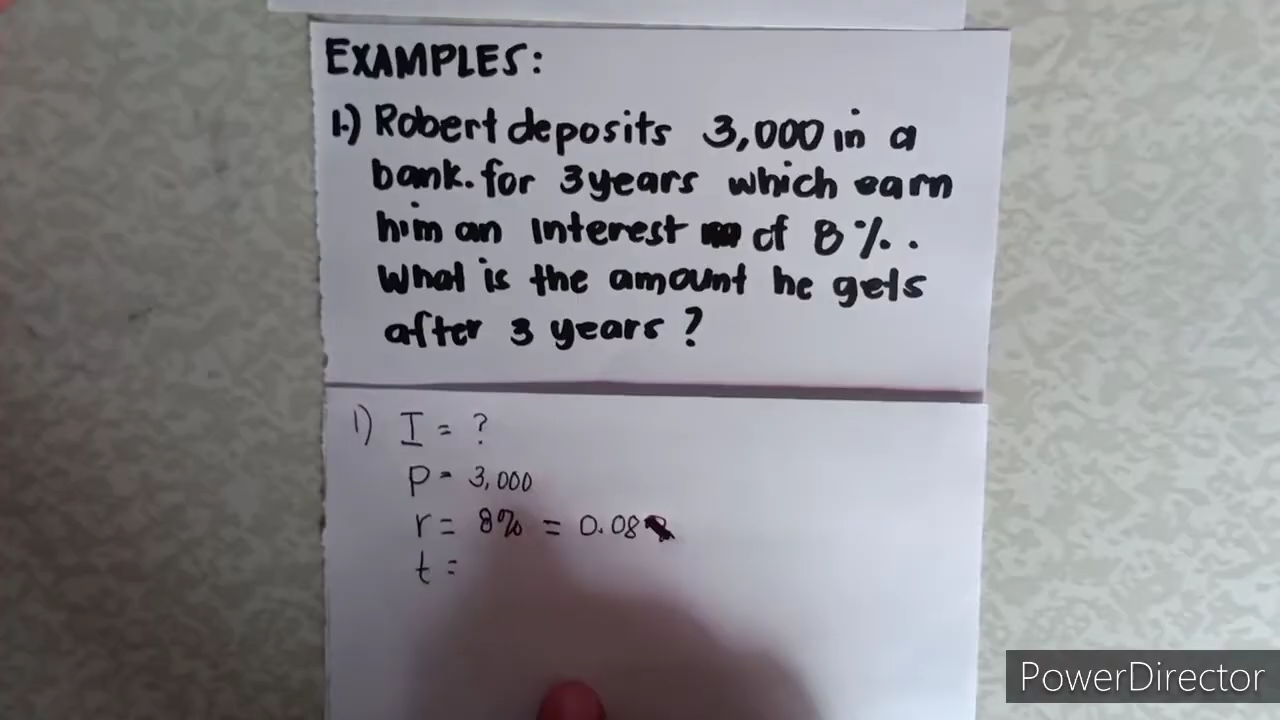 EXAMPLES:
1.) Robert deposits 3,000 in a
bank. for 3 years which earn
him an interest of 8%.
What is the amount he gets
after 3 years?
1) I = ?
P = 3,000
r = 8% = 0.08
t =
PowerDirector